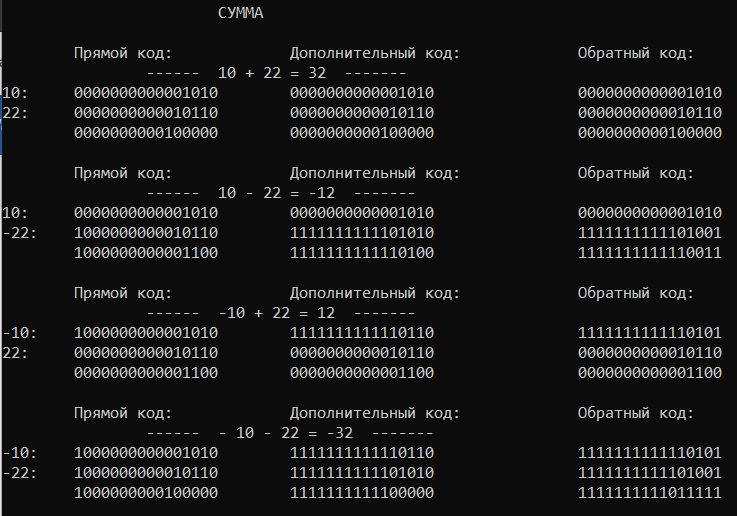 СУММА
Прямой код: Дополнительный код: Обратный код:
------ 10 + 22 = 32 -------
10: 0000000000001010 0000000000001010 0000000000001010
22: 0000000000010110 0000000000010110 0000000000010110
0000000000100000 0000000000100000 0000000000100000
Прямой код: Дополнительный код: Обратный код:
------ 10 - 22 = -12 -------
10: 0000000000001010 0000000000001010 0000000000001010
-22: 1000000000010110 1111111111101010 1111111111101001
1000000000001100 1111111111110100 1111111111110011
Прямой код: Дополнительный код: Обратный код:
------ -10 + 22 = 12 -------
-10: 1000000000001010 1111111111110110 1111111111110101
22: 0000000000010110 0000000000010110 0000000000010110
0000000000001100 0000000000001100 0000000000001100
Прямой код: Дополнительный код: Обратный код:
------ - 10 - 22 = -32 -------
-10: 1000000000001010 1111111111110110 1111111111110101
-22: 1000000000010110 1111111111101010 1111111111101001
1000000000100000 1111111111100000 1111111111011111